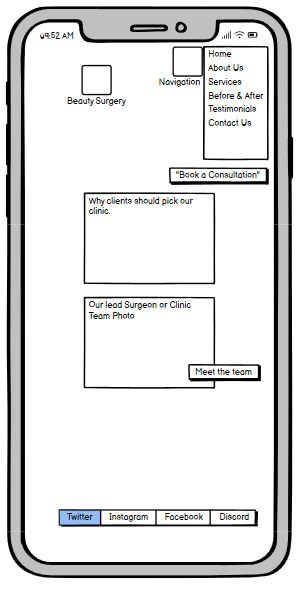 09:52 AM
Home
About Us
Navigation
Services
Beauty Surgery
Before & After
Testimonials
Contact Us
"Book a Consultation"
Why clients should pick our
clinic.
Our lead Surgeon or Clinic
Team Photo
Meet the team
Twitter Instagram Facebook Discord